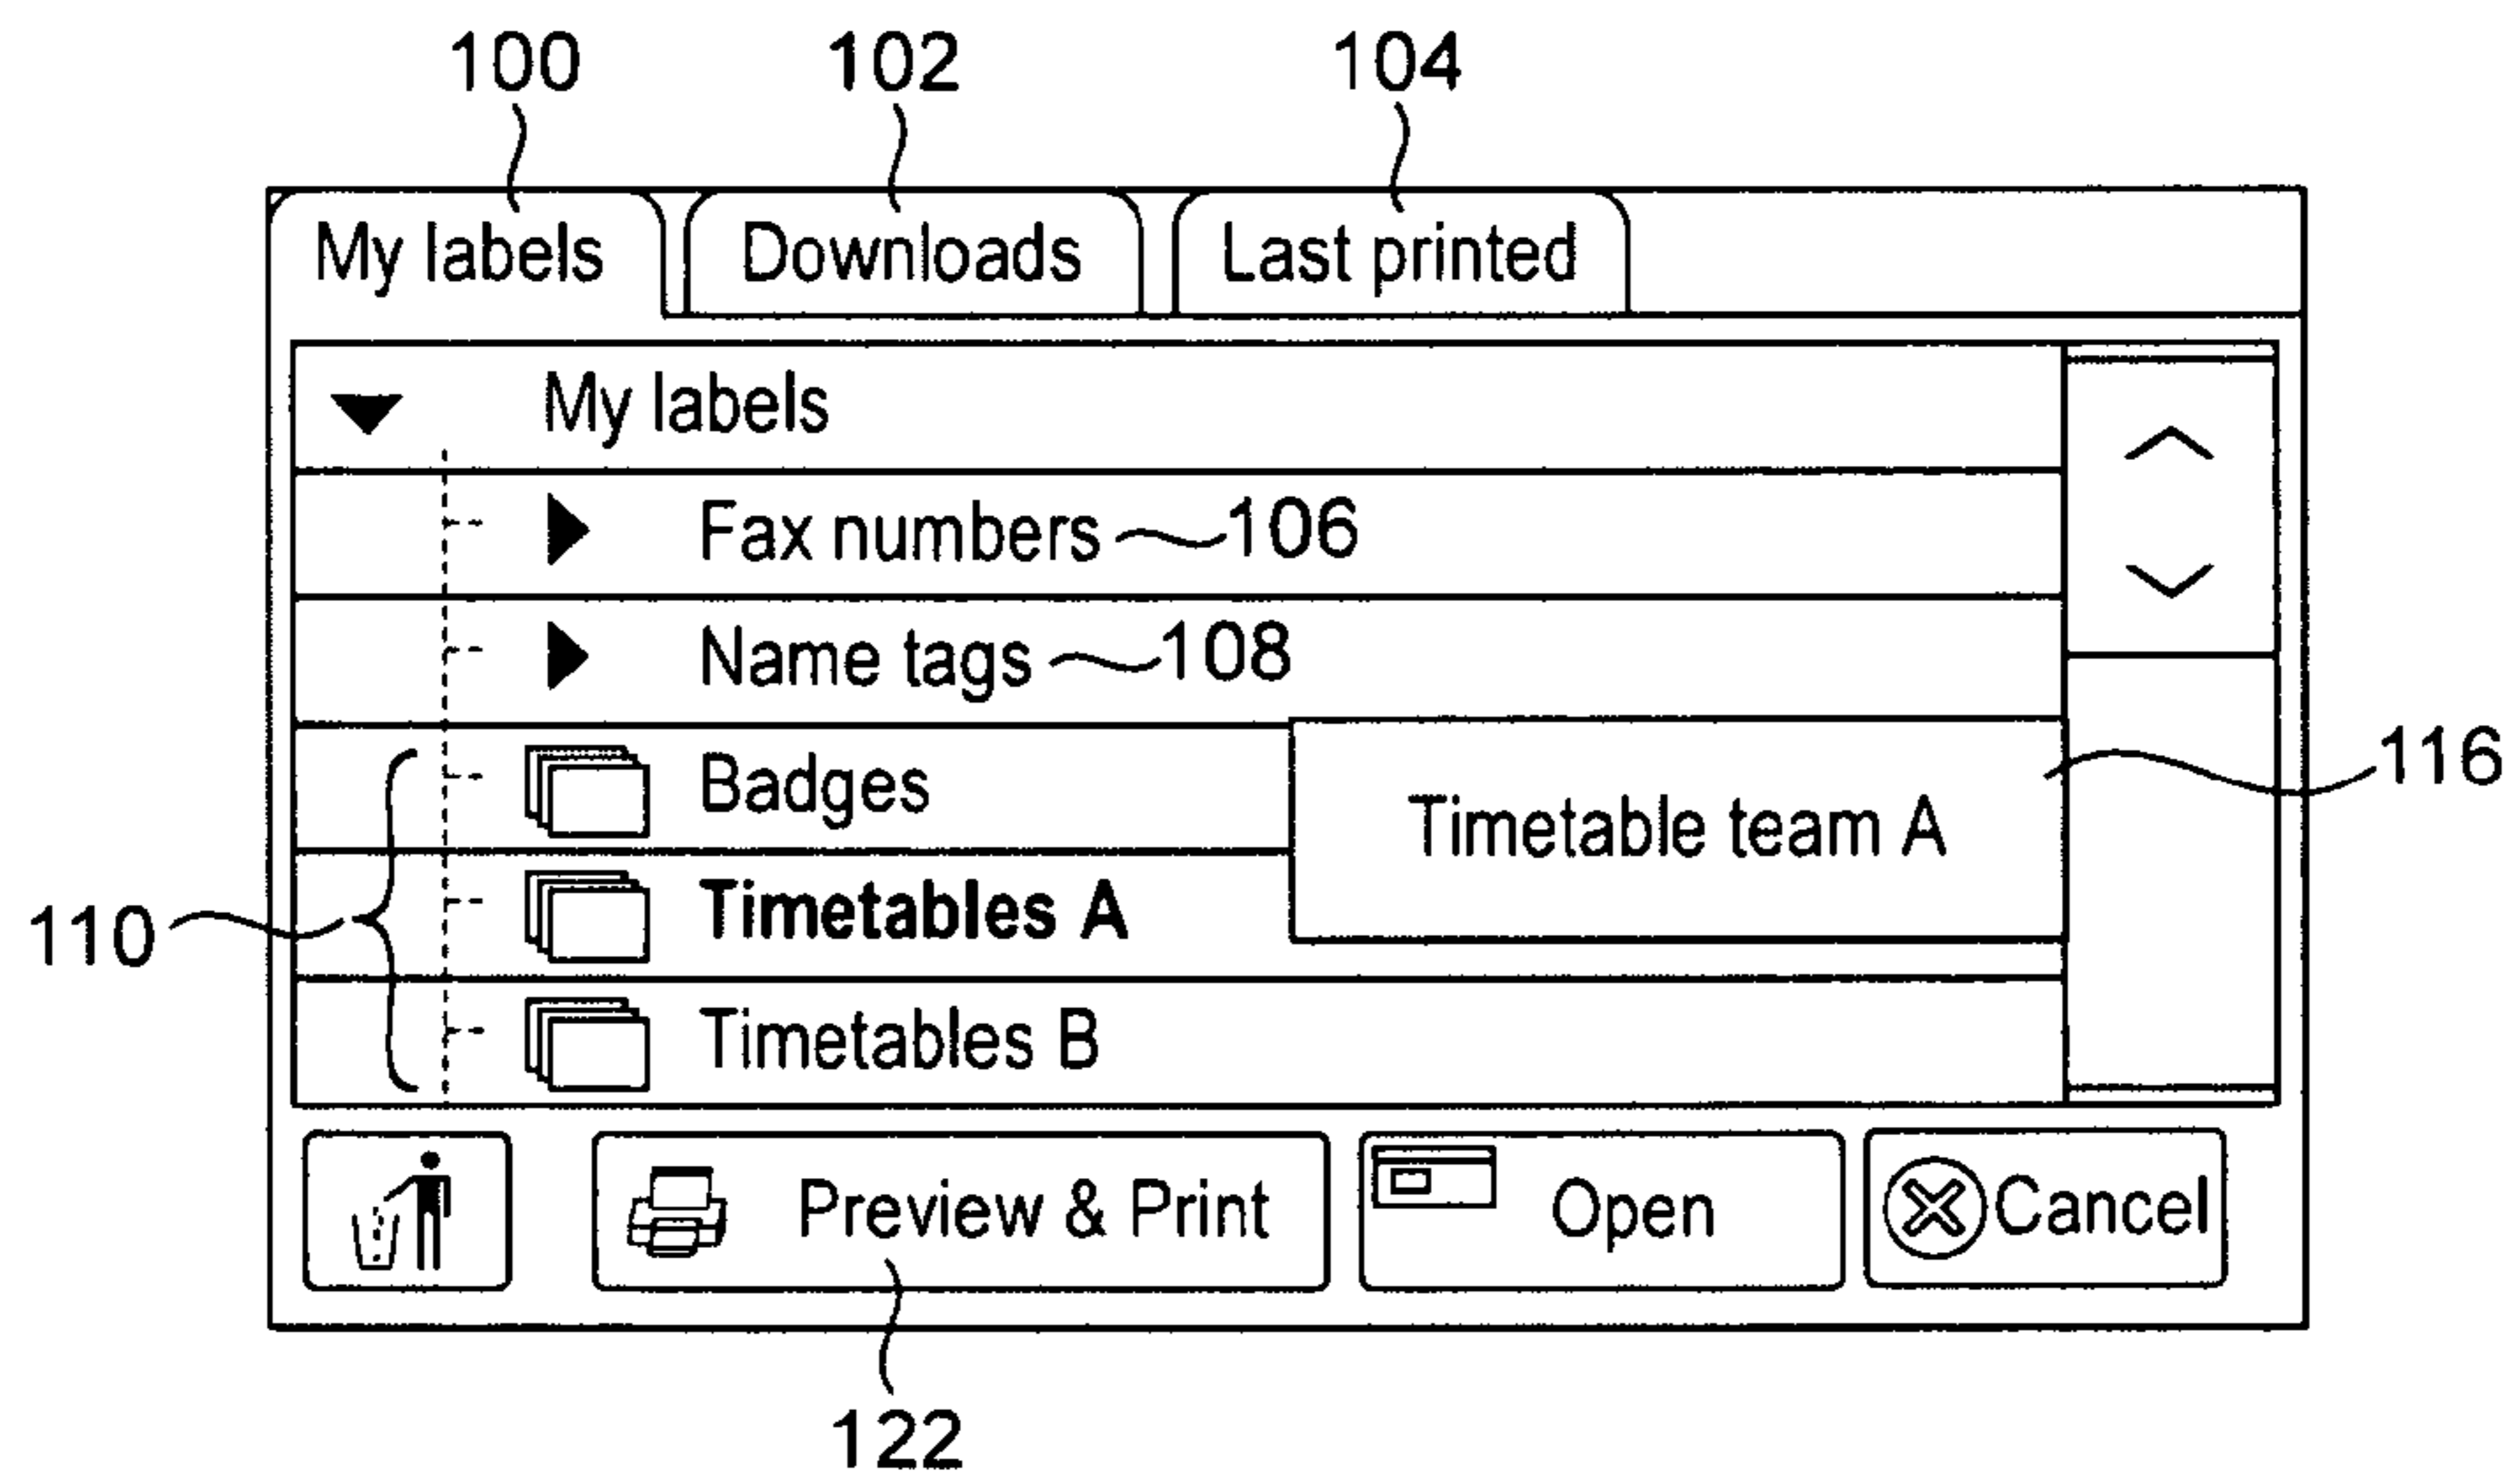 100 102 104
My labels Downloads Last printed
My labels
Fax numbers 106
Name tags 108
Badges
116
Timetable team A
110 Timetables A
Timetables B
Preview & Print Open Cancel
122